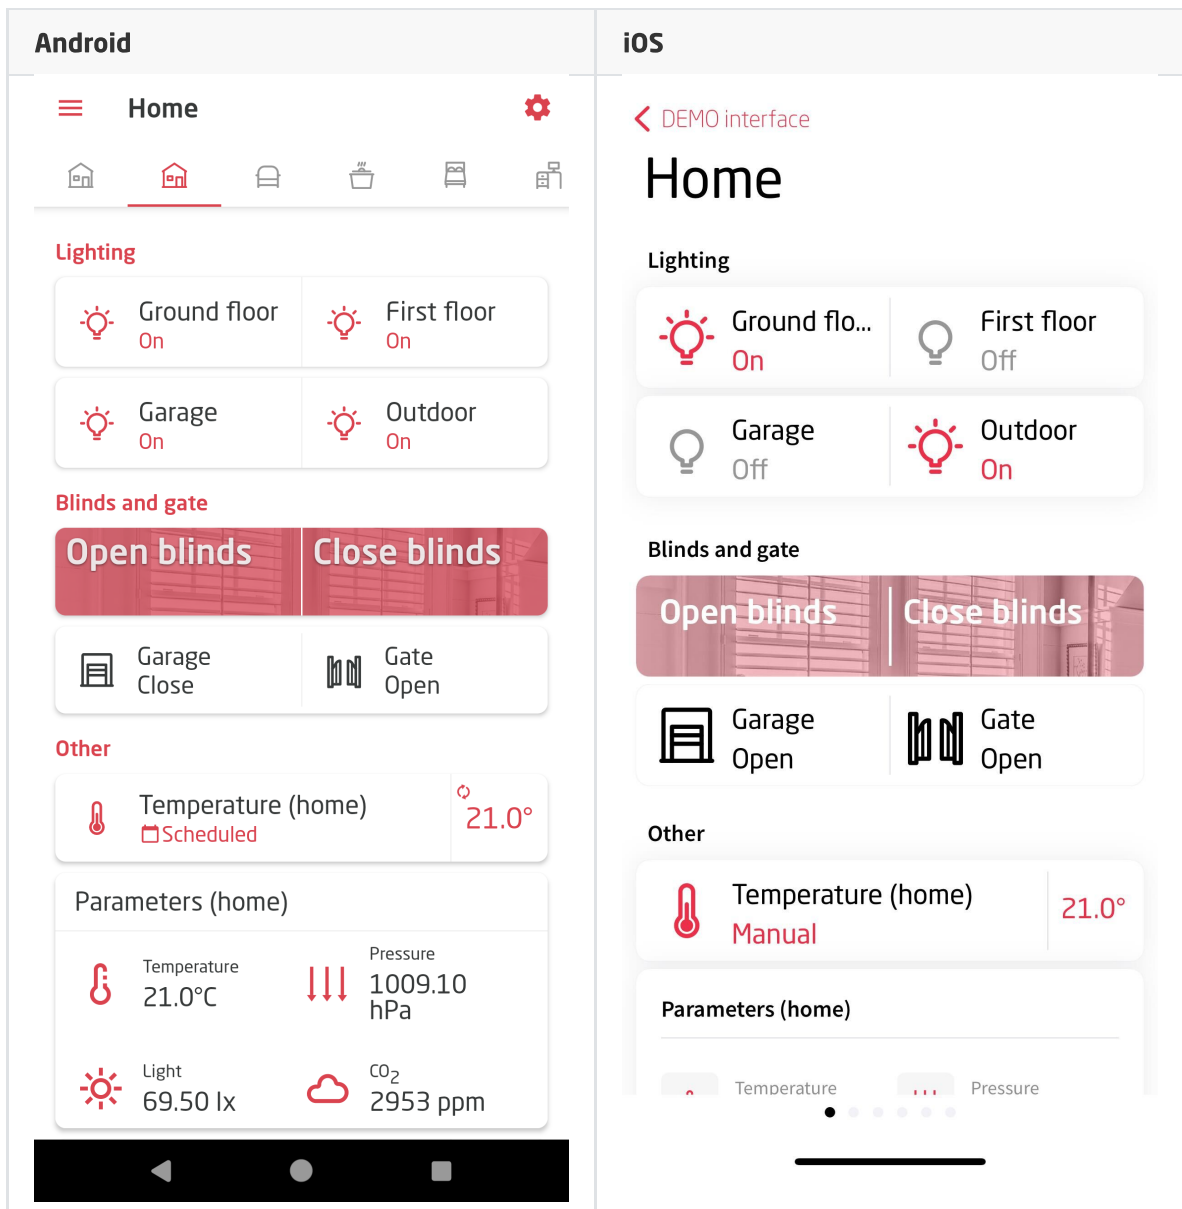 Android
Home
Lighting
Ground floor
On
First floor
On
Garage
On
Outdoor
On
Blinds and gate
Open blinds
Close blinds
Garage
Close
Gate
Open
Other
Temperature (home)
Scheduled
21.0°
Parameters (home)
Temperature
21.0°C
Pressure
1009.10
hPa
Light
69.50 lx
CO₂
2953 ppm
iOS
DEMO interface
Home
Lighting
Ground flo...
On
First floor
Off
Garage
Off
Outdoor
On
Blinds and gate
Open blinds
Close blinds
Garage
Open
Gate
Open
Other
Temperature (home)
Manual
21.0°
Parameters (home)
Temperature
Pressure